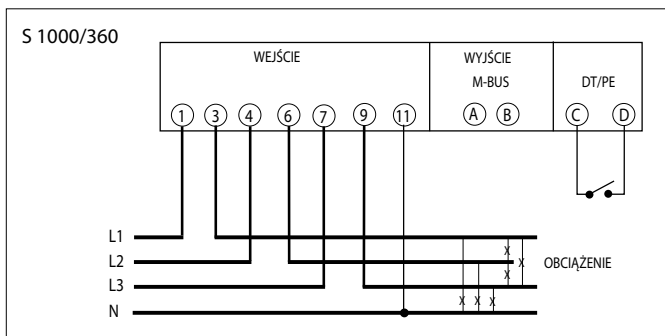 S 1000/360
WEJŚCIE
WYJŚCIE
M-BUS
DT/PE
1 3 4 6 7 9 11 A B C D
L1
L2
L3
N
OBCIĄŻENIE
x x x x x x